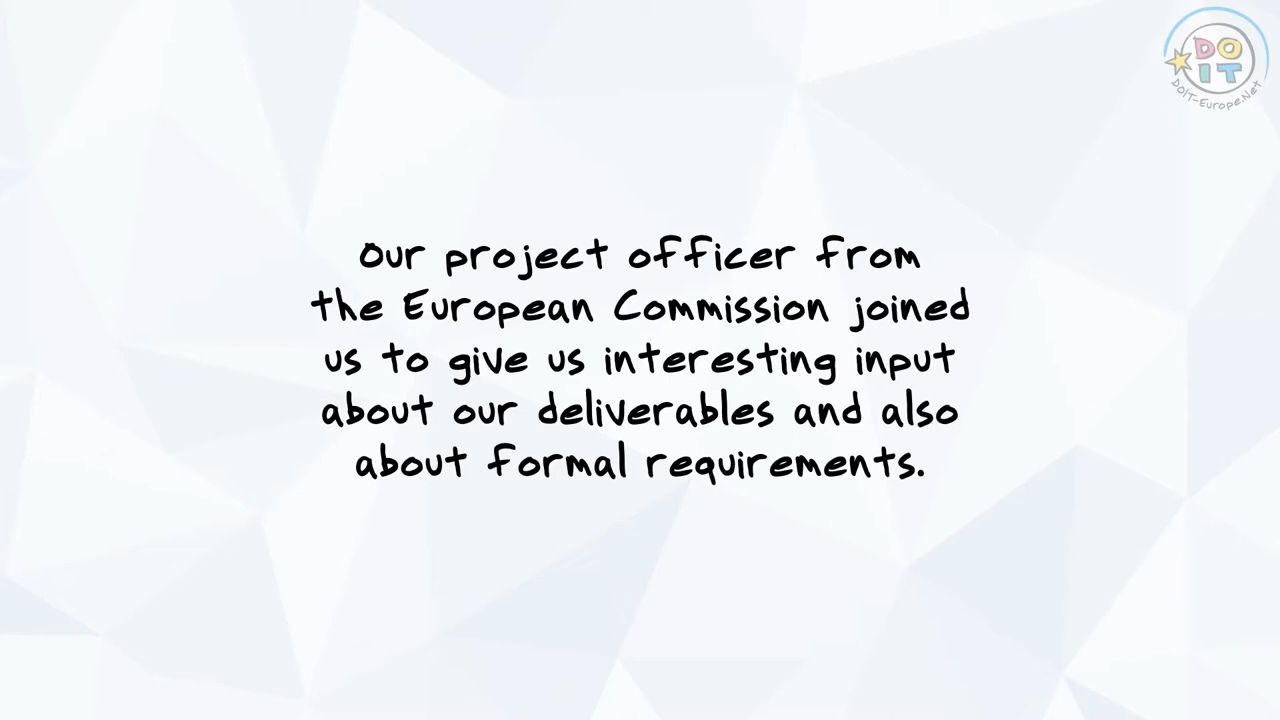 DO
IT
DOIT-Europe.Net
Our project officer from
the European Commission joined
us to give us interesting input
about our deliverables and also
about formal requirements.